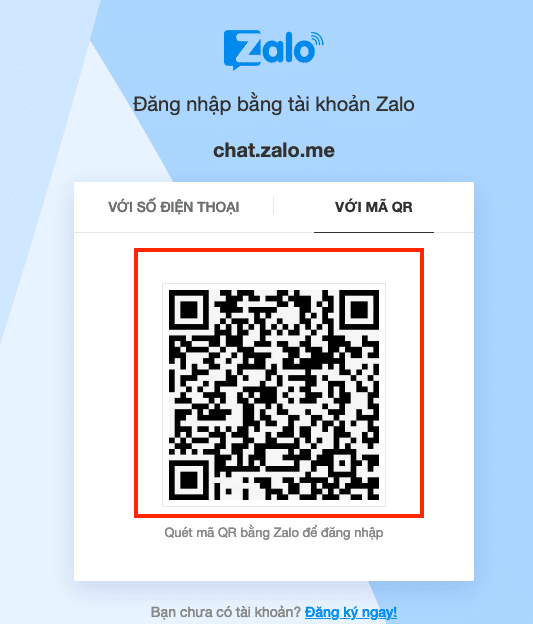 Zalo
Đăng nhập bằng tài khoản Zalo
chat.zalo.me
VỚI SỐ ĐIỆN THOẠI
VỚI MÃ QR
Quét mã QR bằng Zalo để đăng nhập
Bạn chưa có tài khoản? Đăng ký ngay!